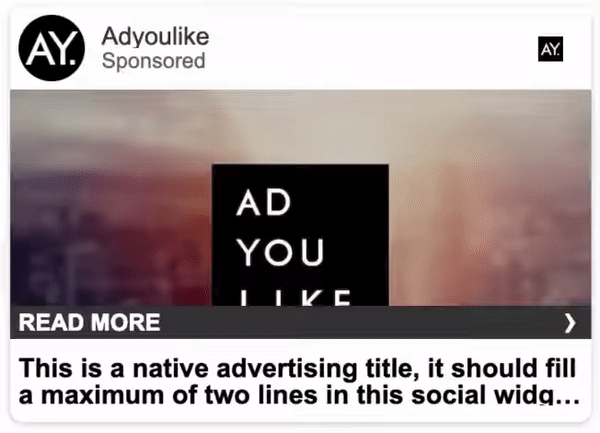 AY.
Adyoulike
Sponsored
AY.
AD
YOU
LIKE
READ MORE
This is a native advertising title, it should fill
a maximum of two lines in this social widg...